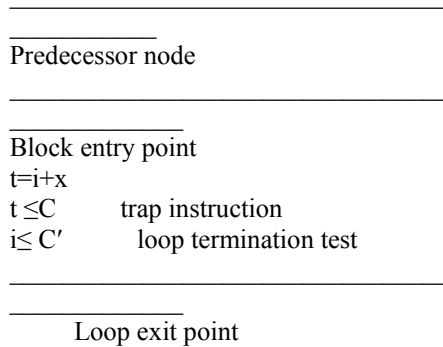 Predecessor node
Block entry point
t=i+x
t ≤C trap instruction
i≤ C′ loop termination test
Loop exit point